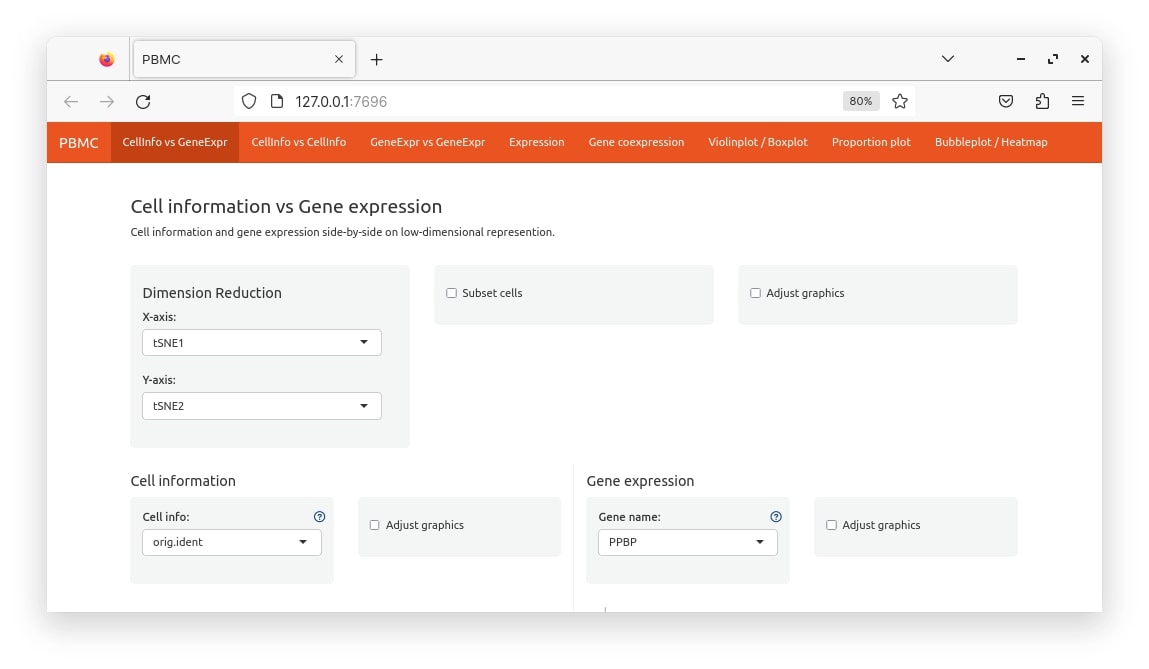 PBMC
127.0.0.1:7696
80%
PBMC CellInfo vs GeneExpr CellInfo vs CellInfo GeneExpr vs GeneExpr Expression Gene coexpression Violinplot / Boxplot Proportion plot Bubbleplot / Heatmap
Cell information vs Gene expression
Cell information and gene expression side-by-side on low-dimensional represention.
Dimension Reduction
X-axis:
tSNE1
Y-axis:
tSNE2
Subset cells
Adjust graphics
Cell information
Cell info:
orig.ident
Adjust graphics
Gene expression
Gene name:
PPBP
Adjust graphics